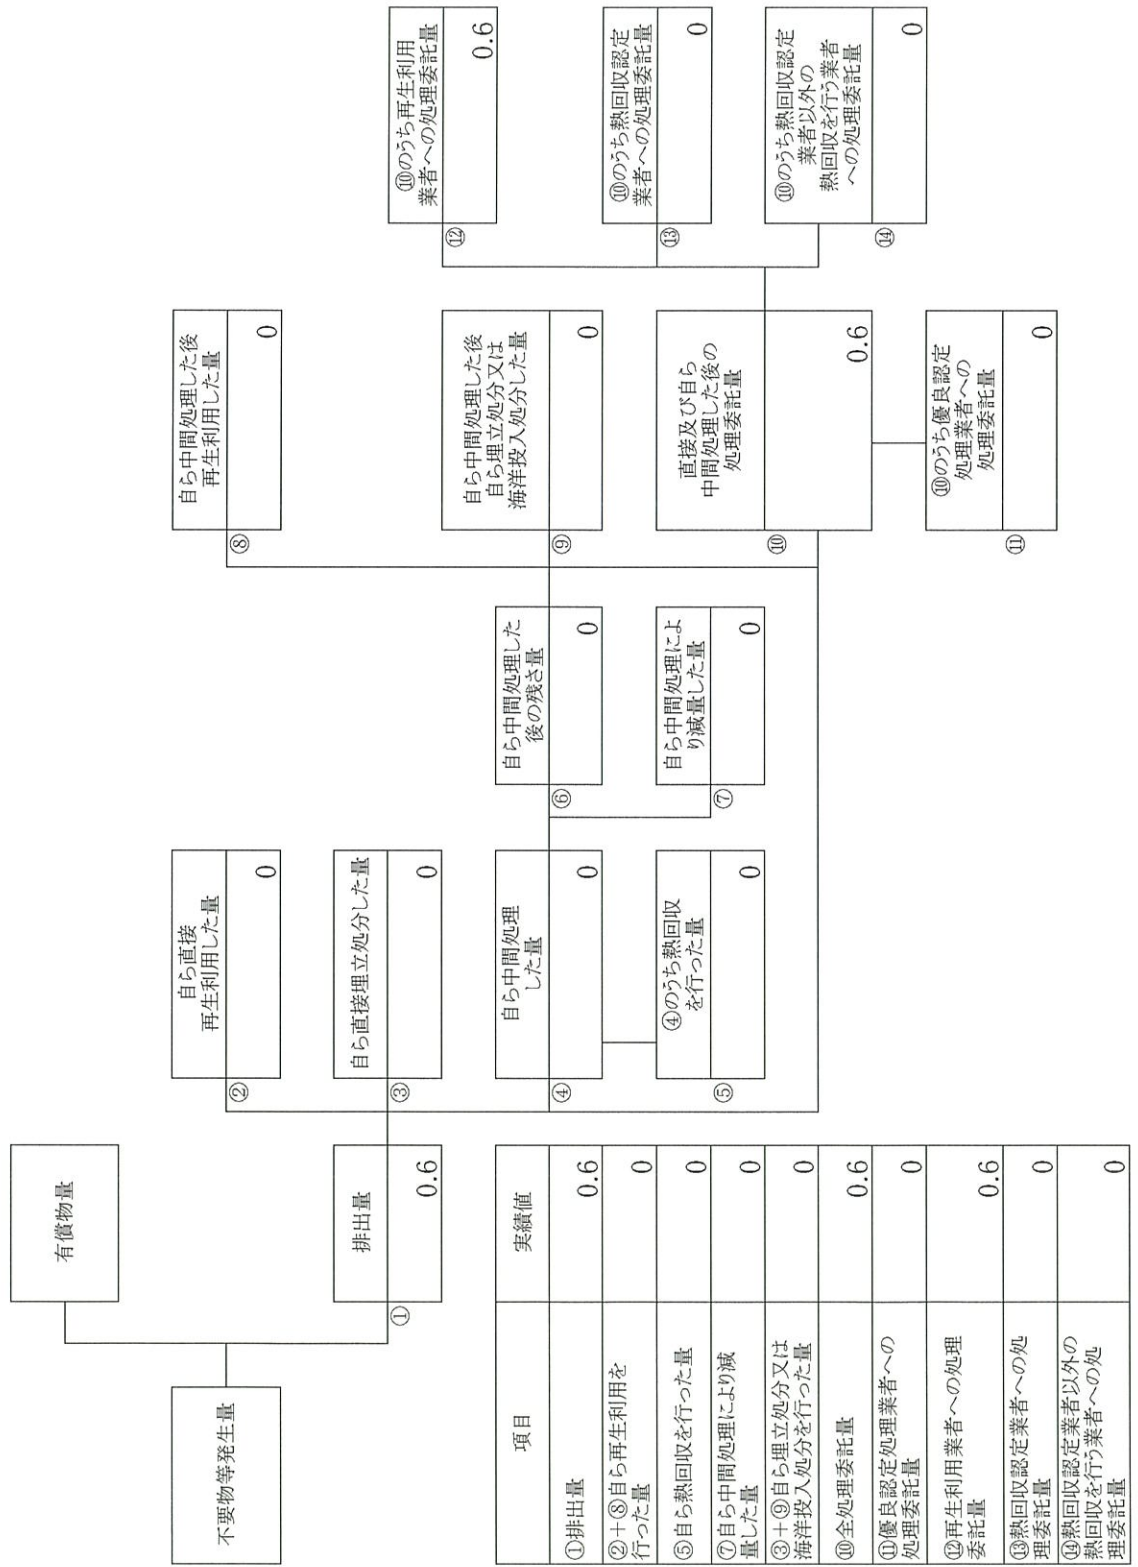 有償物量
不要物等発生量
排出量
①
0.6
自ら直接
再生利用した量
②
0
自ら直接埋立処分した量
③
0
自ら中間処理
した量
④
0
④のうち熱回収
を行った量
⑤
0
自ら中間処理した
後の残さ量
⑥
0
自ら中間処理によ
り減量した量
⑦
0
自ら中間処理した後
再生利用した量
⑧
0
自ら中間処理した後
自ら埋立処分又は
海洋投入処分した量
⑨
0
直接及び自ら
中間処理した後の
処理委託量
⑩
0.6
⑩のうち優良認定
処理業者への
処理委託量
⑪
0
⑩のうち再生利用
業者への処理委託量
⑫
0.6
⑩のうち熱回収認定
業者への処理委託量
⑬
0
⑩のうち熱回収認定
業者以外の
熱回収を行う業者
への処理委託量
⑭
0
項目 実績値
①排出量 0.6
②+⑧自ら再生利用を
行った量 0
⑤自ら熱回収を行った量 0
⑦自ら中間処理により減
量した量 0
③+⑨自ら埋立処分又は
海洋投入処分を行った量 0
⑩全処理委託量 0.6
⑪優良認定処理業者への
処理委託量 0
⑫再生利用業者への処理
委託量 0.6
⑬熱回収認定業者への処
理委託量 0
⑭熱回収認定業者以外の
熱回収を行う業者への処
理委託量 0